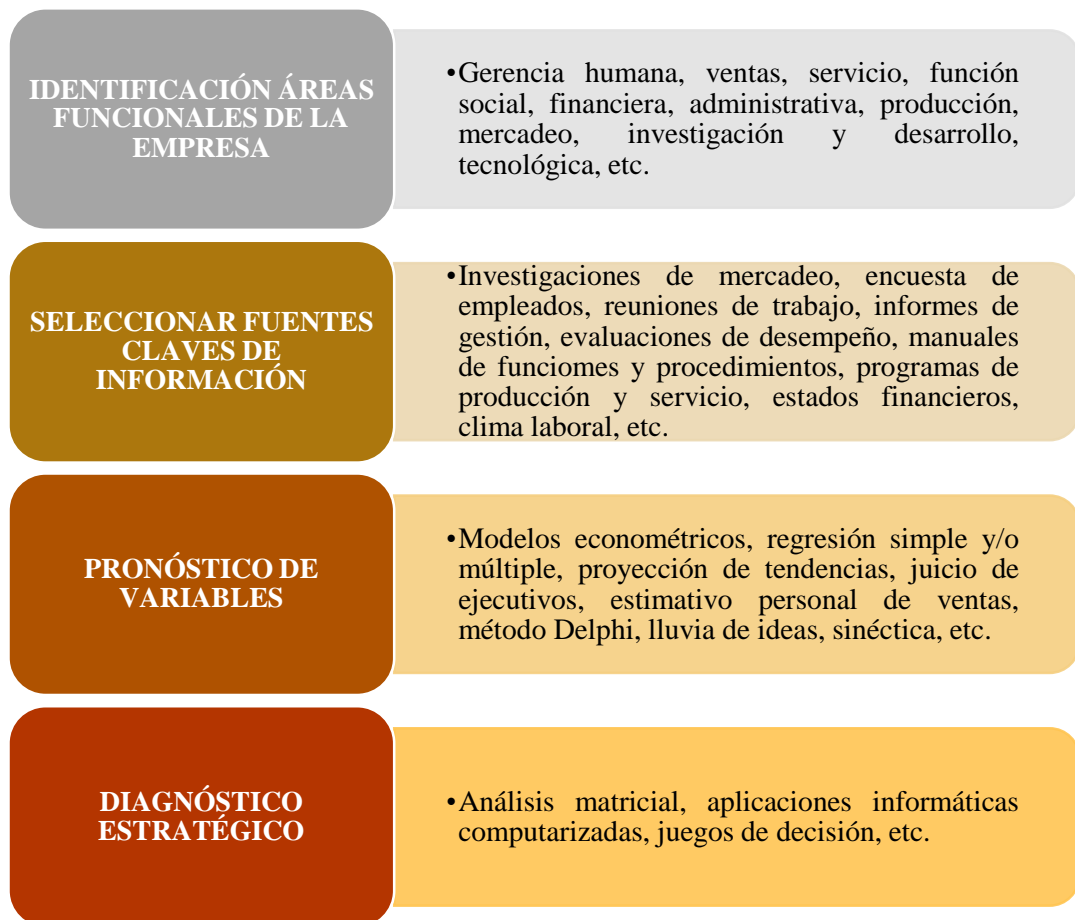 IDENTIFICACIÓN ÁREAS
FUNCIONALES DE LA
EMPRESA
•Gerencia humana, ventas, servicio, función
social, financiera, administrativa, producción,
mercadeo, investigación y desarrollo,
tecnológica, etc.
SELECCIONAR FUENTES
CLAVES DE
INFORMACIÓN
•Investigaciones de mercadeo, encuesta de
empleados, reuniones de trabajo, informes de
gestión, evaluaciones de desempeño, manuales
de funciomes y procedimientos, programas de
producción y servicio, estados financieros,
clima laboral, etc.
PRONÓSTICO DE
VARIABLES
•Modelos econométricos, regresión simple y/o
múltiple, proyección de tendencias, juicio de
ejecutivos, estimativo personal de ventas,
método Delphi, lluvia de ideas, sinéctica, etc.
DIAGNÓSTICO
ESTRATÉGICO
•Análisis matricial, aplicaciones informáticas
computarizadas, juegos de decisión, etc.